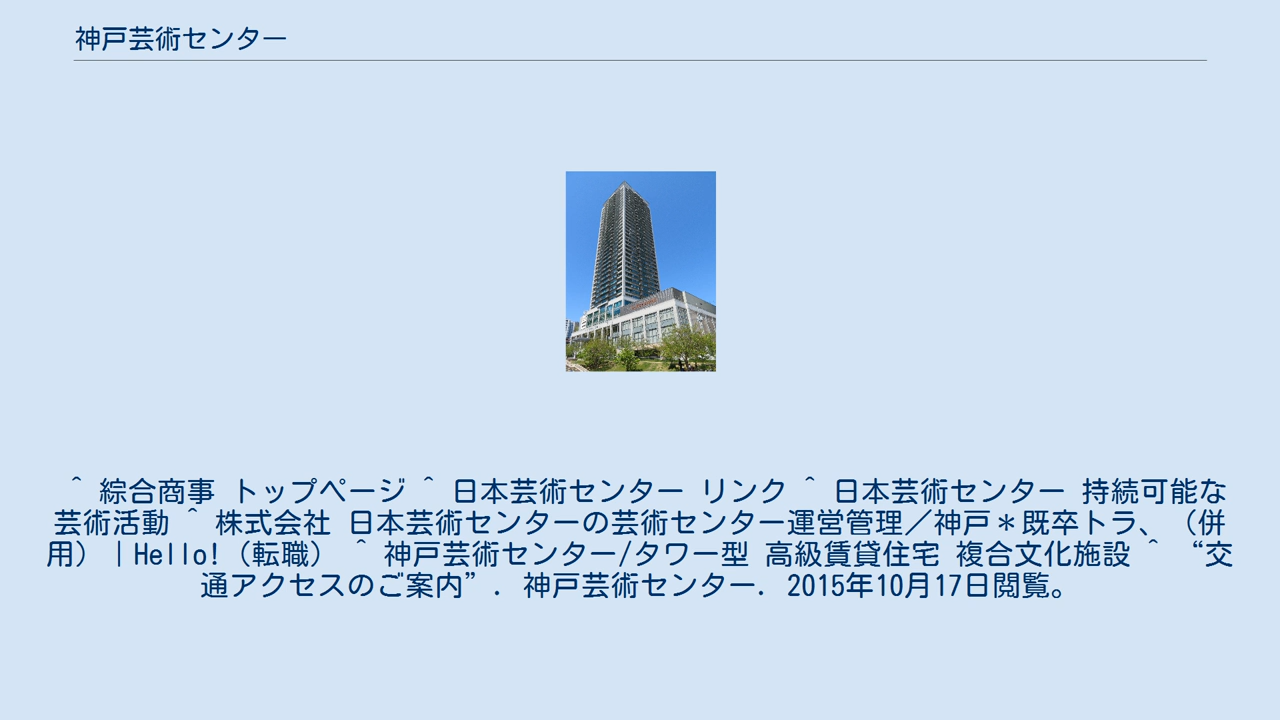 神戸芸術センター
＾ 綜合商事 トップページ ＾ 日本芸術センター リンク ＾ 日本芸術センター 持続可能な
芸術活動 ＾ 株式会社 日本芸術センターの芸術センター運営管理／神戸＊既卒トラ、（併
用）｜Hello!（転職） ＾ 神戸芸術センター/タワー型 高級賃貸住宅 複合文化施設 ＾ “交
通アクセスのご案内”. 神戸芸術センター. 2015年10月17日閲覧。